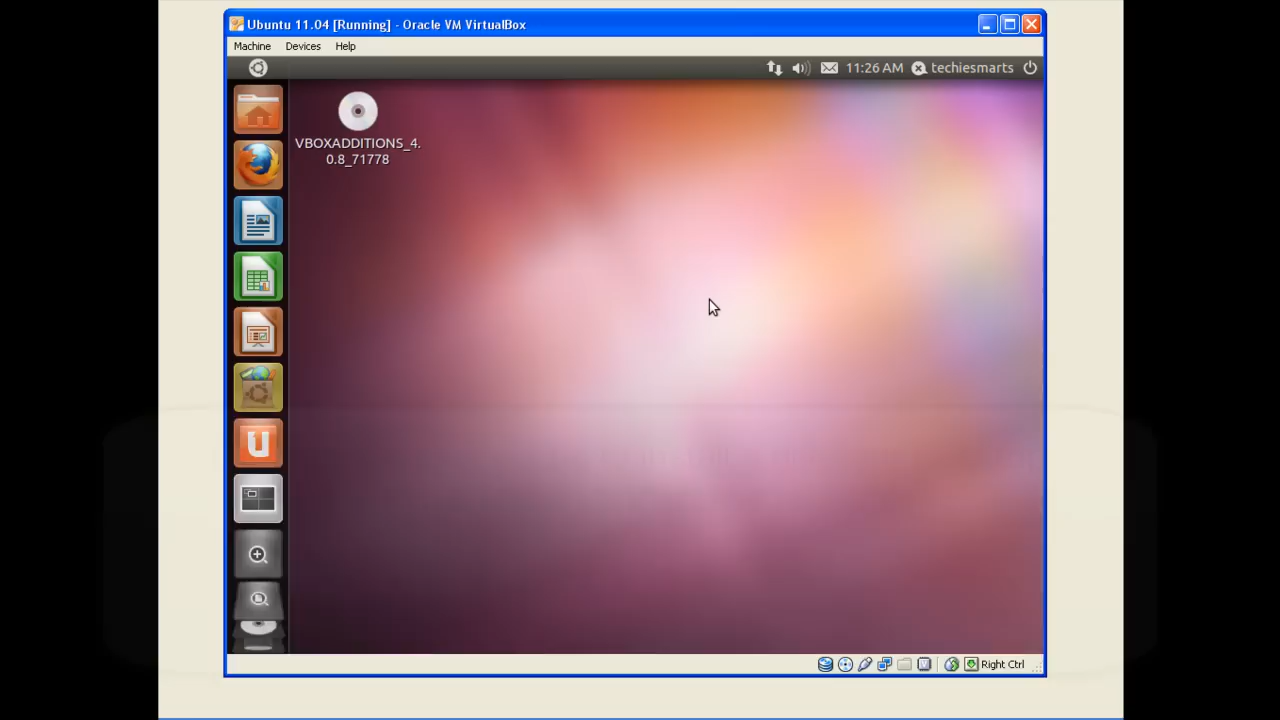 Ubuntu 11.04 [Running] - Oracle VM VirtualBox
Machine Devices Help
11:26 AM techiesmarts
VBOXADDITIONS_4.
0.8_71778
Right Ctrl